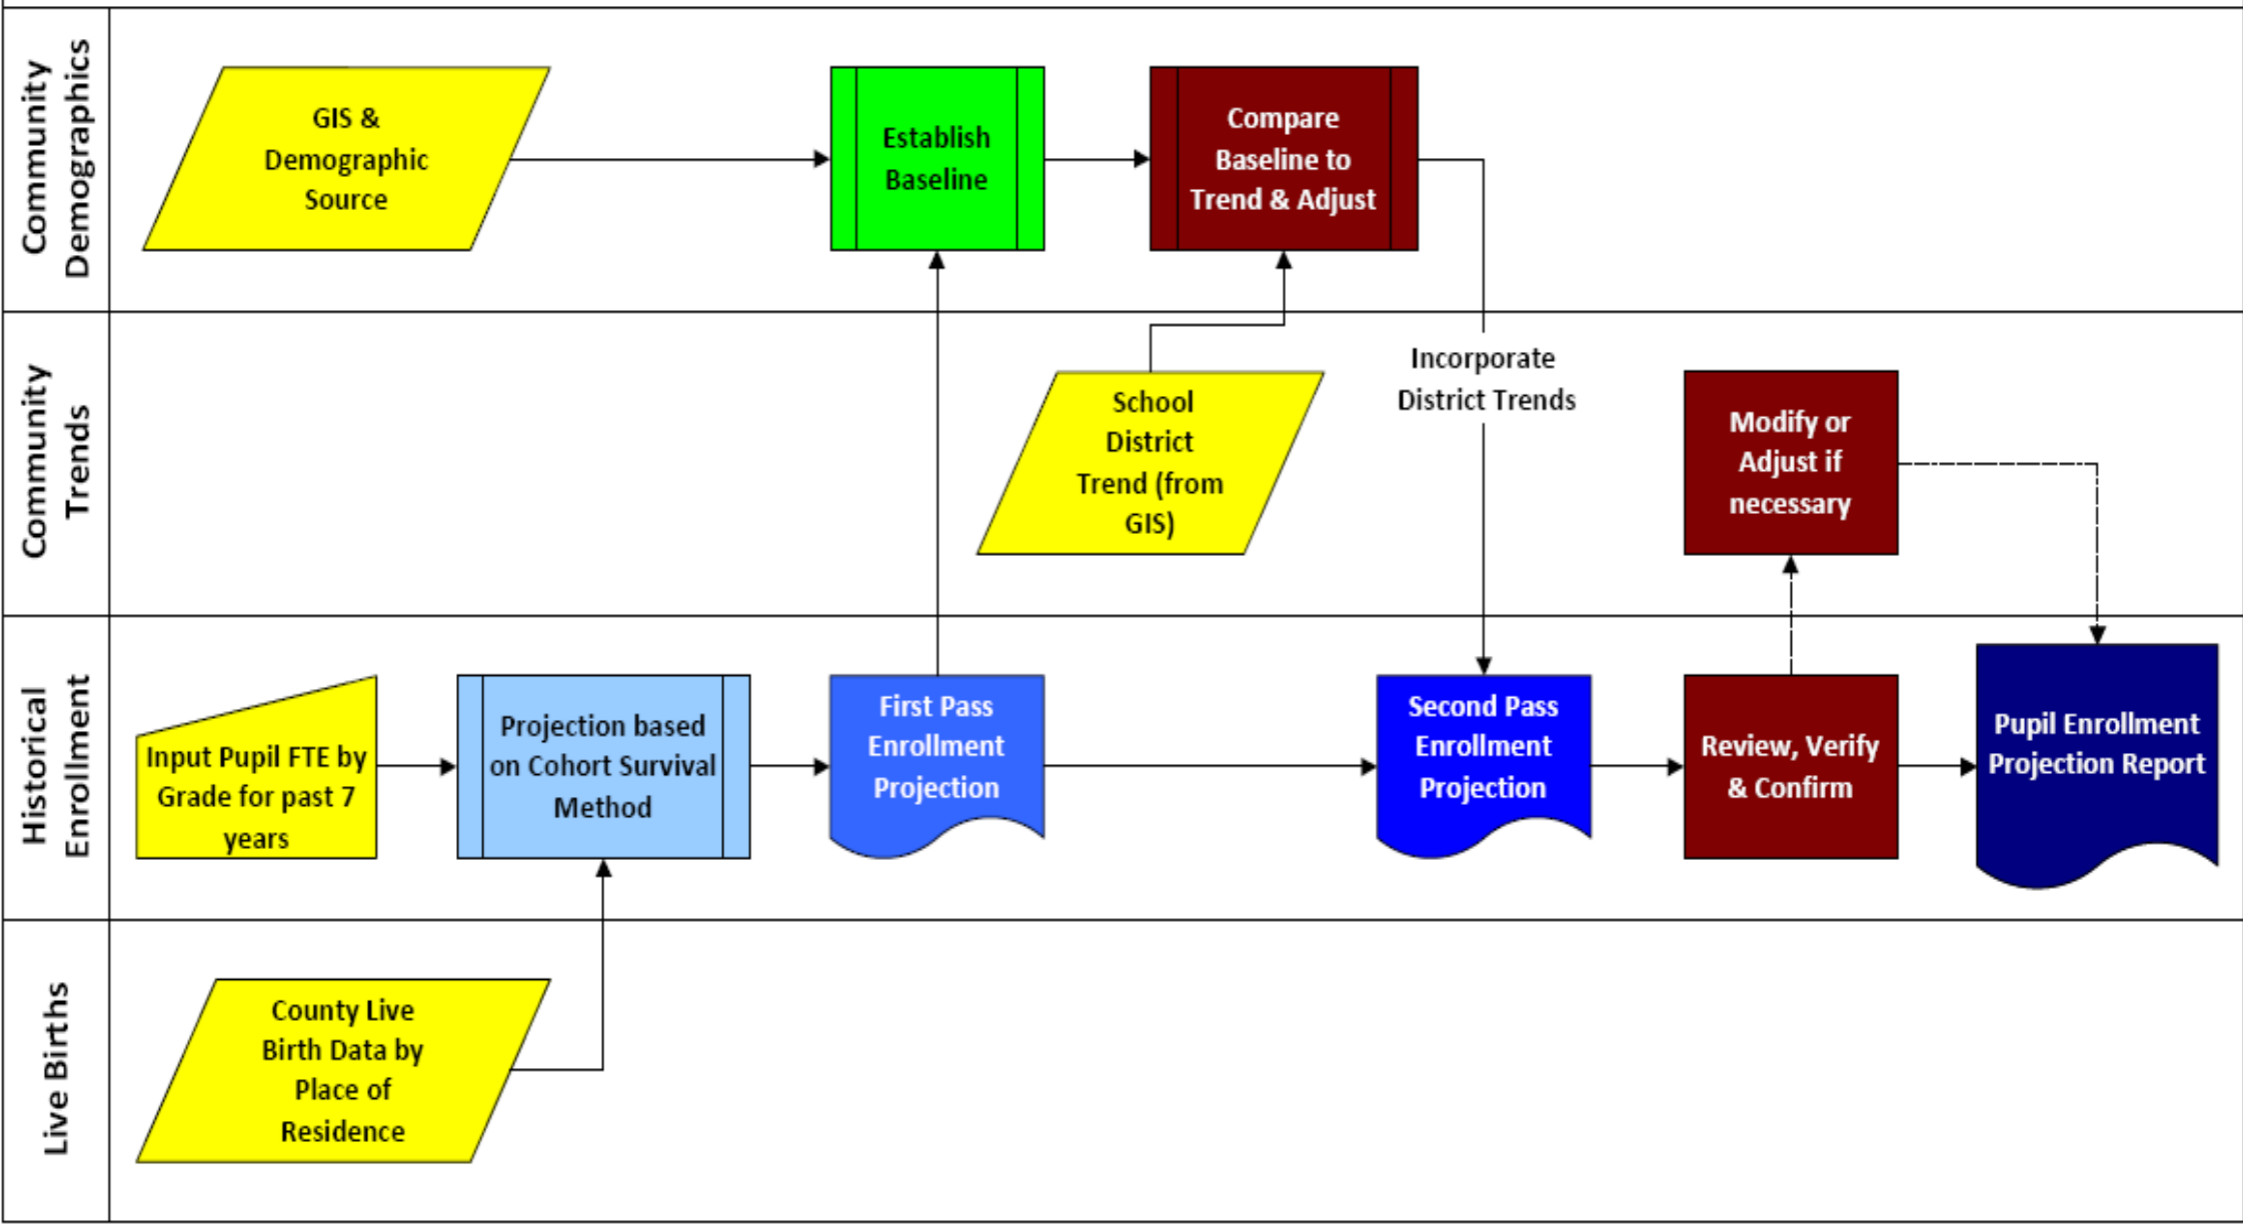 Community
Demographics
GIS &
Demographic
Source
Establish
Baseline
Compare
Baseline to
Trend & Adjust
Community
Trends
School
District
Trend (from
GIS)
Incorporate
District Trends
Modify or
Adjust if
necessary
Historical
Enrollment
Input Pupil FTE by
Grade for past 7
years
Projection based
on Cohort Survival
Method
First Pass
Enrollment
Projection
Second Pass
Enrollment
Projection
Review, Verify
& Confirm
Pupil Enrollment
Projection Report
Live Births
County Live
Birth Data by
Place of
Residence